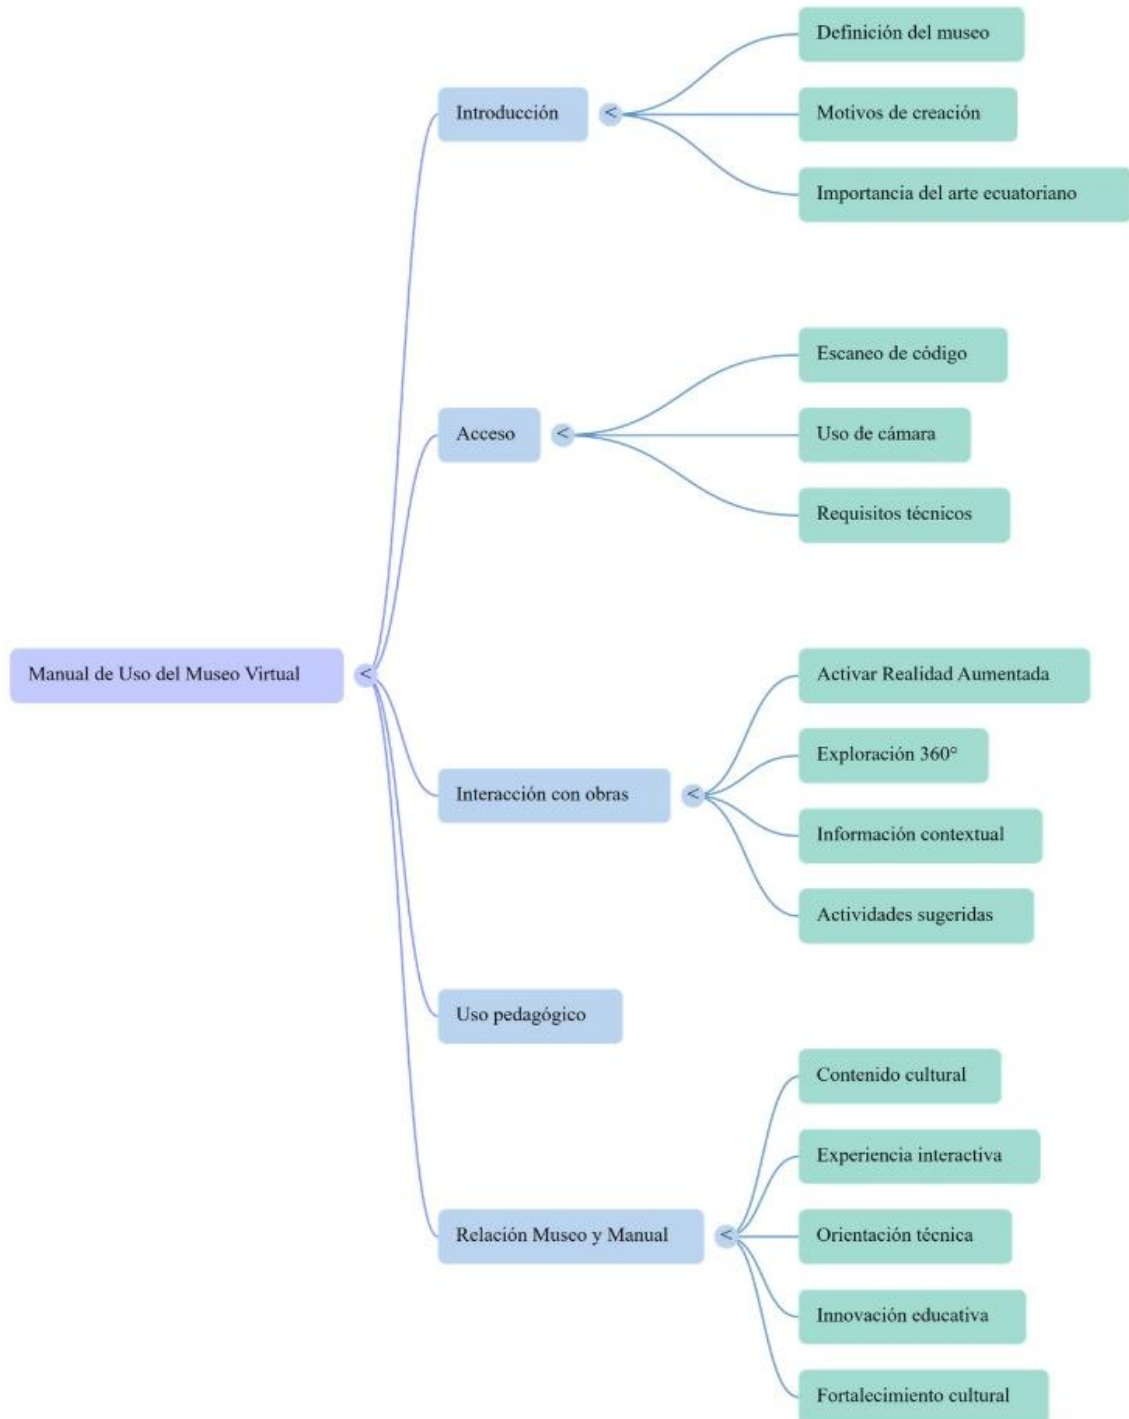 Manual de Uso del Museo Virtual
<
Introducción
<
Definición del museo
Motivos de creación
Importancia del arte ecuatoriano
Acceso
<
Escaneo de código
Uso de cámara
Requisitos técnicos
Interacción con obras
<
Activar Realidad Aumentada
Exploración 360°
Información contextual
Actividades sugeridas
Uso pedagógico
Relación Museo y Manual
<
Contenido cultural
Experiencia interactiva
Orientación técnica
Innovación educativa
Fortalecimiento cultural